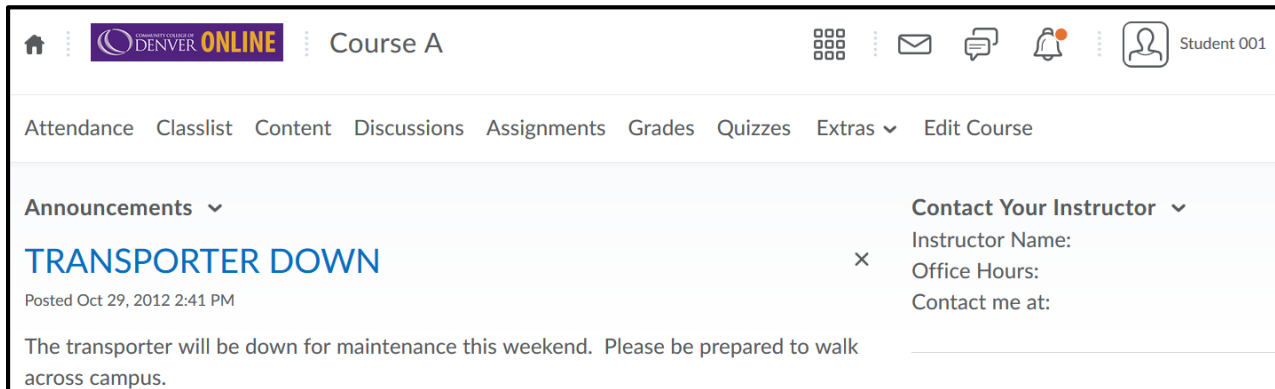 COMMUNITY COLLEGE OF
DENVER ONLINE
Course A
Student 001
Attendance Classlist Content Discussions Assignments Grades Quizzes Extras Edit Course
Announcements
TRANSPORTER DOWN
Posted Oct 29, 2012 2:41 PM
The transporter will be down for maintenance this weekend. Please be prepared to walk
across campus.
Contact Your Instructor
Instructor Name:
Office Hours:
Contact me at: